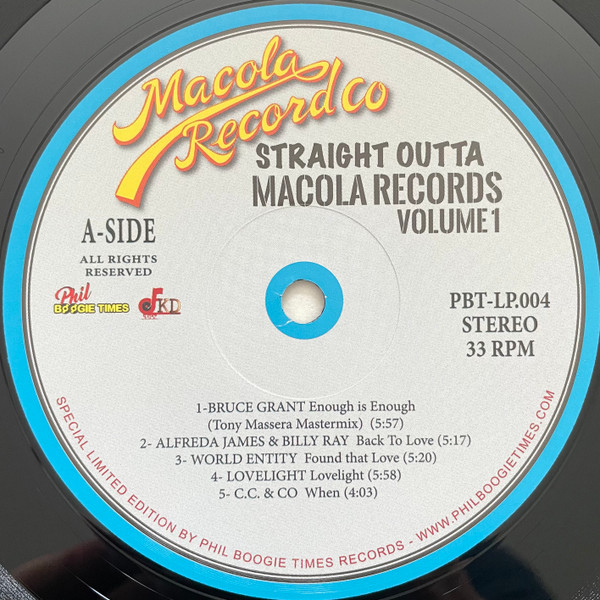 Macola
Record Co
STRAIGHT OUTTA
MACOLA RECORDS
VOLUME 1
A-SIDE
ALL RIGHTS
RESERVED
Phil
BOOGIE TIMES
KD
PBT-LP.004
STEREO
33 RPM
1-BRUCE GRANT Enough is Enough
(Tony Massera Mastermix) (5:57)
2- ALFREDA JAMES & BILLY RAY Back To Love (5:17)
3- WORLD ENTITY Found that Love (5:20)
4- LOVELIGHT Lovelight (5:58)
5- C.C. & CO When (4:03)
SPECIAL LIMITED EDITION BY PHIL BOOGIE TIMES RECORDS - WWW.PHILBOOGIETIMES.COM